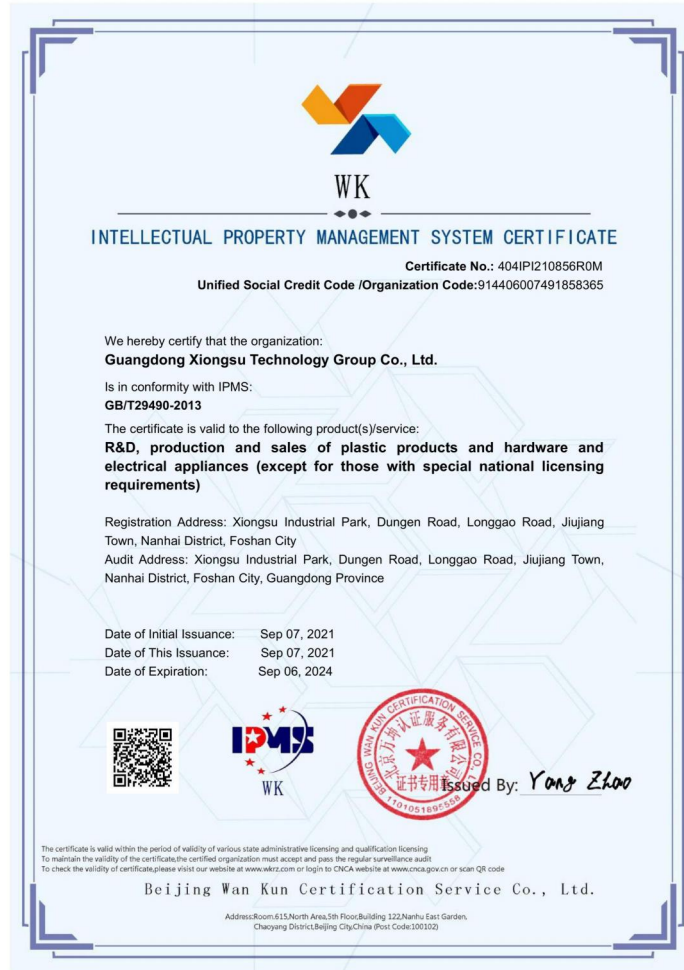 WK
INTELLECTUAL PROPERTY MANAGEMENT SYSTEM CERTIFICATE
Certificate No.: 404IPI210856R0M
Unified Social Credit Code /Organization Code:914406007491858365
We hereby certify that the organization:
Guangdong Xiongsu Technology Group Co., Ltd.
Is in conformity with IPMS:
GB/T29490-2013
The certificate is valid to the following product(s)/service:
R&D, production and sales of plastic products and hardware and
electrical appliances (except for those with special national licensing
requirements)
Registration Address: Xiongsu Industrial Park, Dungen Road, Longgao Road, Jiujiang
Town, Nanhai District, Foshan City
Audit Address: Xiongsu Industrial Park, Dungen Road, Longgao Road, Jiujiang Town,
Nanhai District, Foshan City, Guangdong Province
Date of Initial Issuance: Sep 07, 2021
Date of This Issuance: Sep 07, 2021
Date of Expiration: Sep 06, 2024
IPMS
WK
BEIJING WAN KUN CERTIFICATION SERVICE CO., L
北京万坤认证服务有限公司
证书专用
1101051895558
Issued By: Yang Zhao
The certificate is valid within the period of validity of various state administrative licensing and qualification licensing
To maintain the validity of the certificate,the certified organization must accept and pass the regular surveillance audit
To check the validity of certificate,please visist our website at www.wkrz.com or login to CNCA website at www.cnca.gov.cn or scan QR code
Beijing Wan Kun Certification Service Co., Ltd.
Address:Room.615,North Area,5th Floor,Building 122,Nanhu East Garden,
Chaoyang District,Beijing City,China (Post Code:100102)